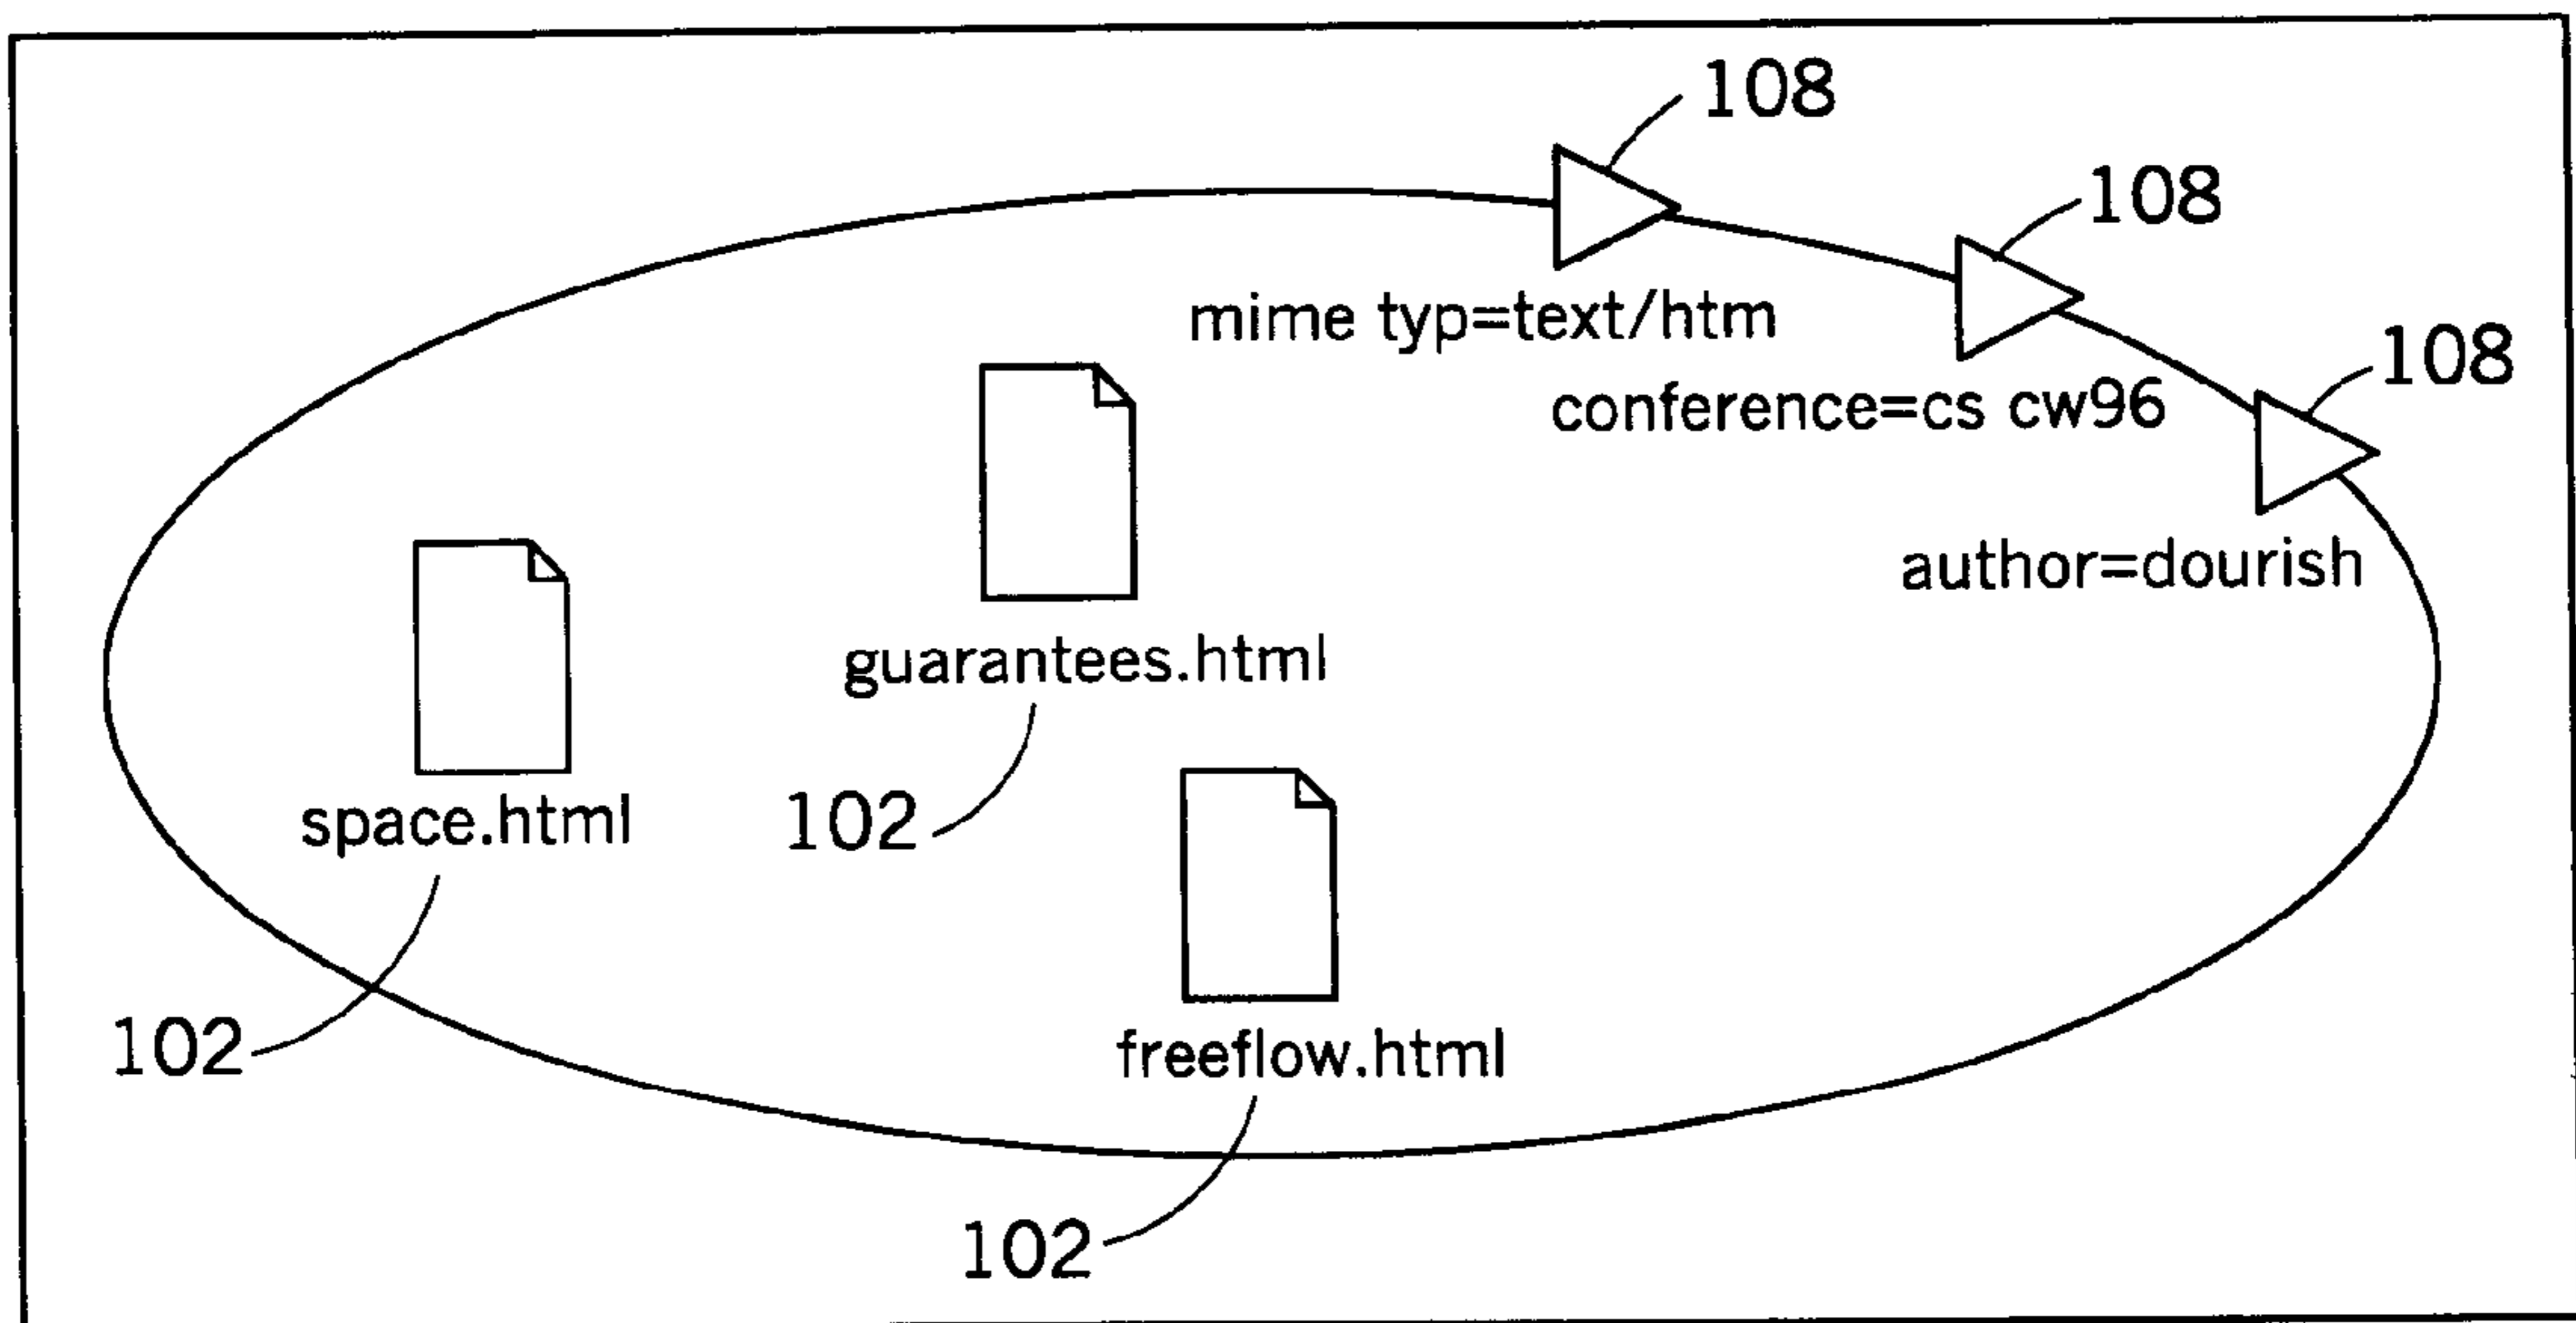 108
108
mime typ=text/htm
108
conference=cs cw96
author=dourish
guarantees.html
space.html
102
102
freeflow.html
102